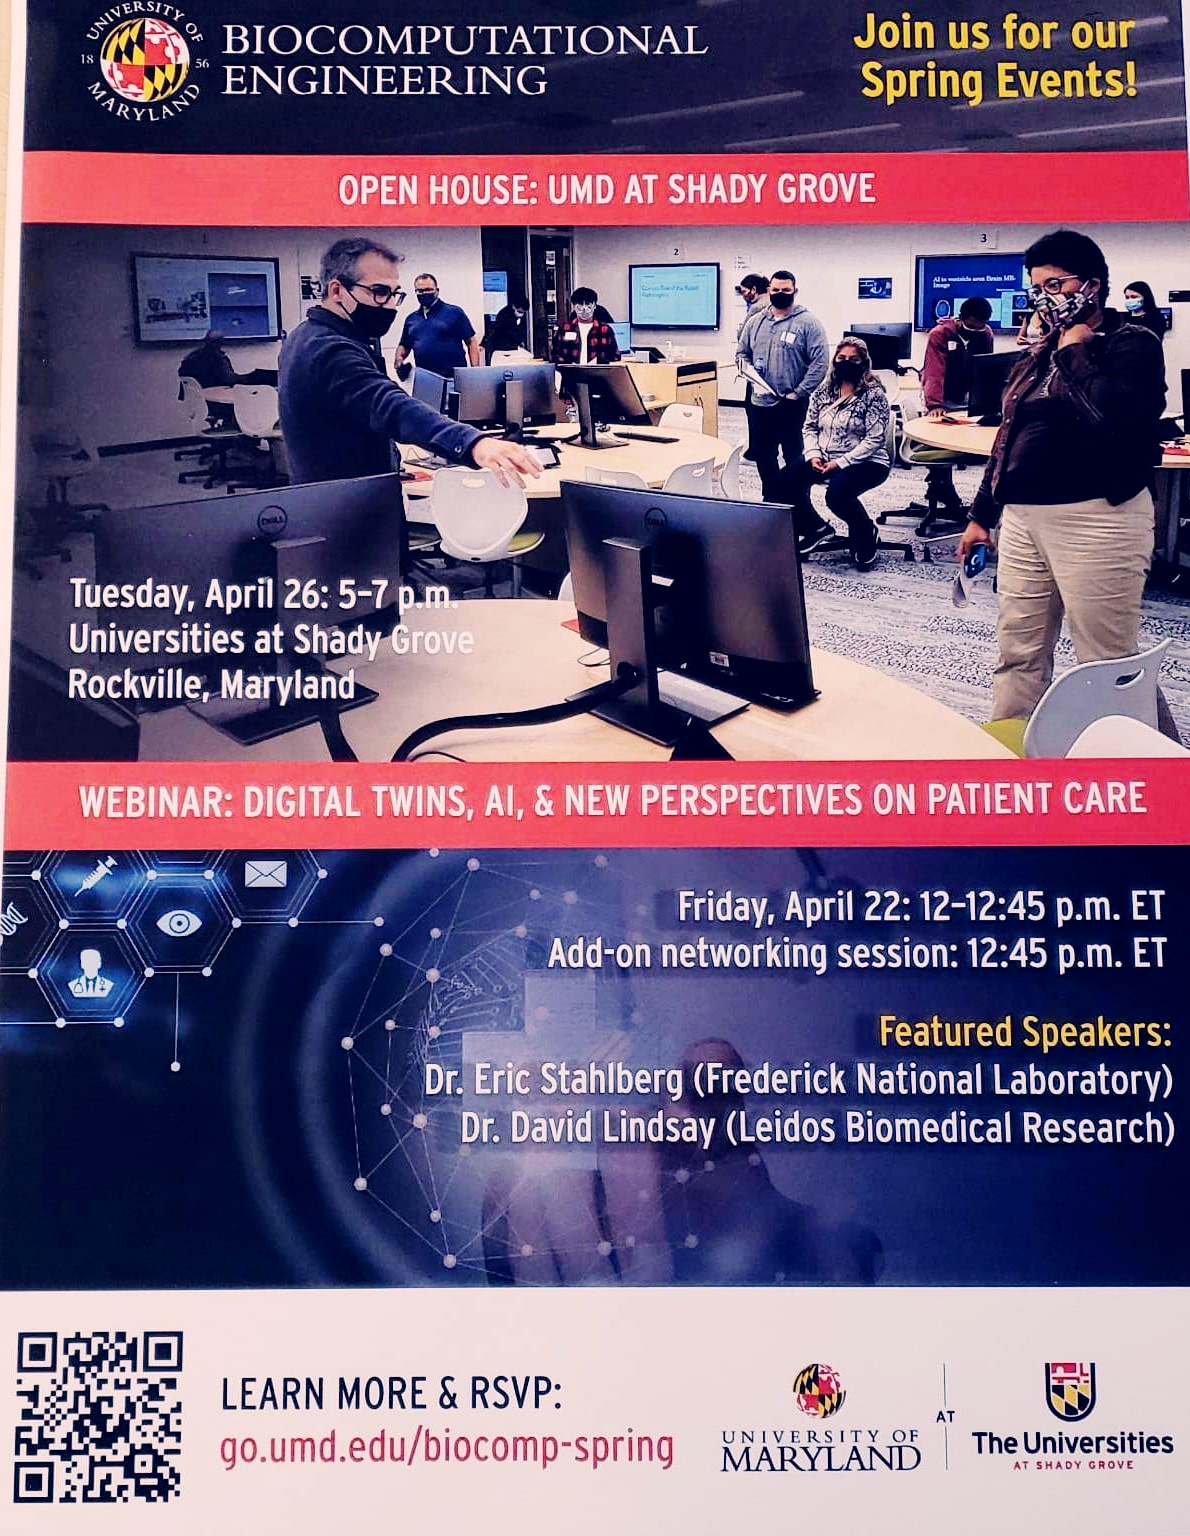 UNIVERSITY OF
18 56
MARYLAND
BIOCOMPUTATIONAL
ENGINEERING
Join us for our
Spring Events!
OPEN HOUSE: UMD AT SHADY GROVE
2
3
DELL
DELL
Tuesday, April 26: 5–7 p.m.
Universities at Shady Grove
Rockville, Maryland
WEBINAR: DIGITAL TWINS, AI, & NEW PERSPECTIVES ON PATIENT CARE
Friday, April 22: 12–12:45 p.m. ET
Add-on networking session: 12:45 p.m. ET
Featured Speakers:
Dr. Eric Stahlberg (Frederick National Laboratory)
Dr. David Lindsay (Leidos Biomedical Research)
LEARN MORE & RSVP:
go.umd.edu/biocomp-spring
UNIVERSITY OF
MARYLAND
AT
The Universities
AT SHADY GROVE